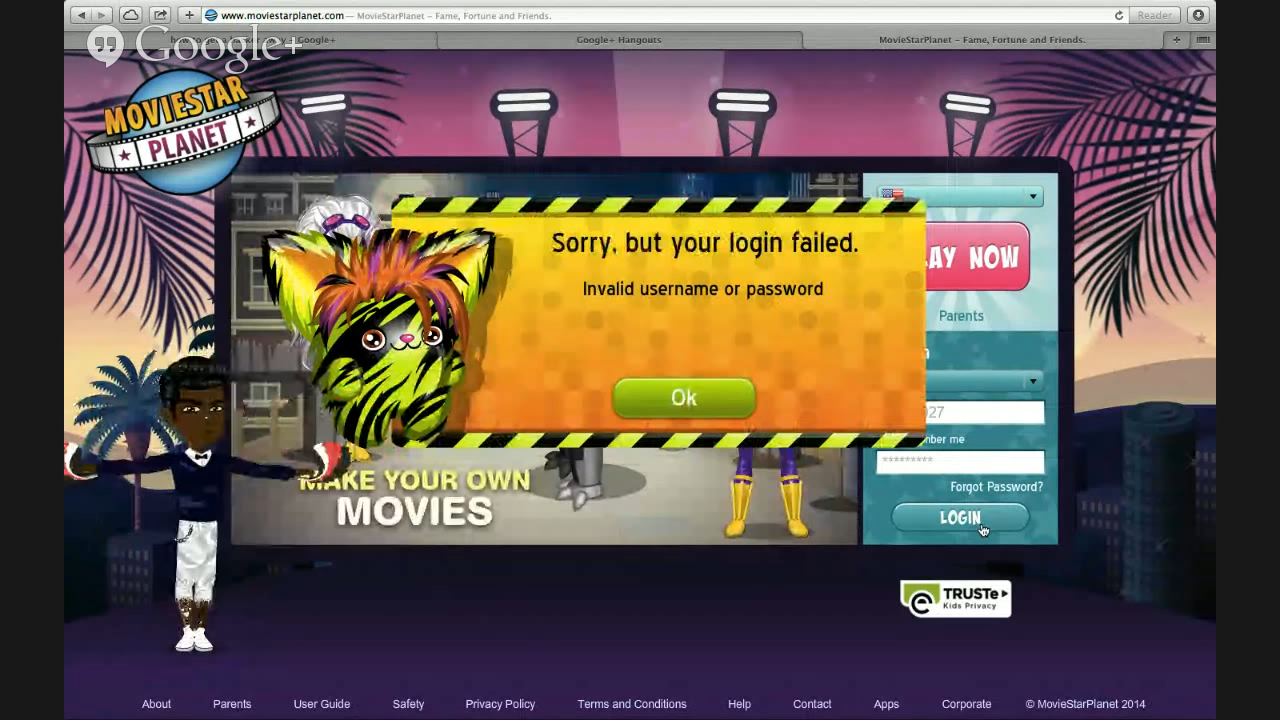 www.moviestarplanet.com — MovieStarPlanet – Fame, Fortune and Friends.
Reader
Google+
Google+ Hangouts
MovieStarPlanet – Fame, Fortune and Friends.
Google+
MOVIESTAR
PLANET
Sorry, but your login failed.
Invalid username or password
Ok
AY NOW
Parents
27
me
*********
Forgot Password?
LOGIN
MAKE YOUR OWN
MOVIES
TRUSTe
Kids Privacy
About
Parents
User Guide
Safety
Privacy Policy
Terms and Conditions
Help
Contact
Apps
Corporate
© MovieStarPlanet 2014